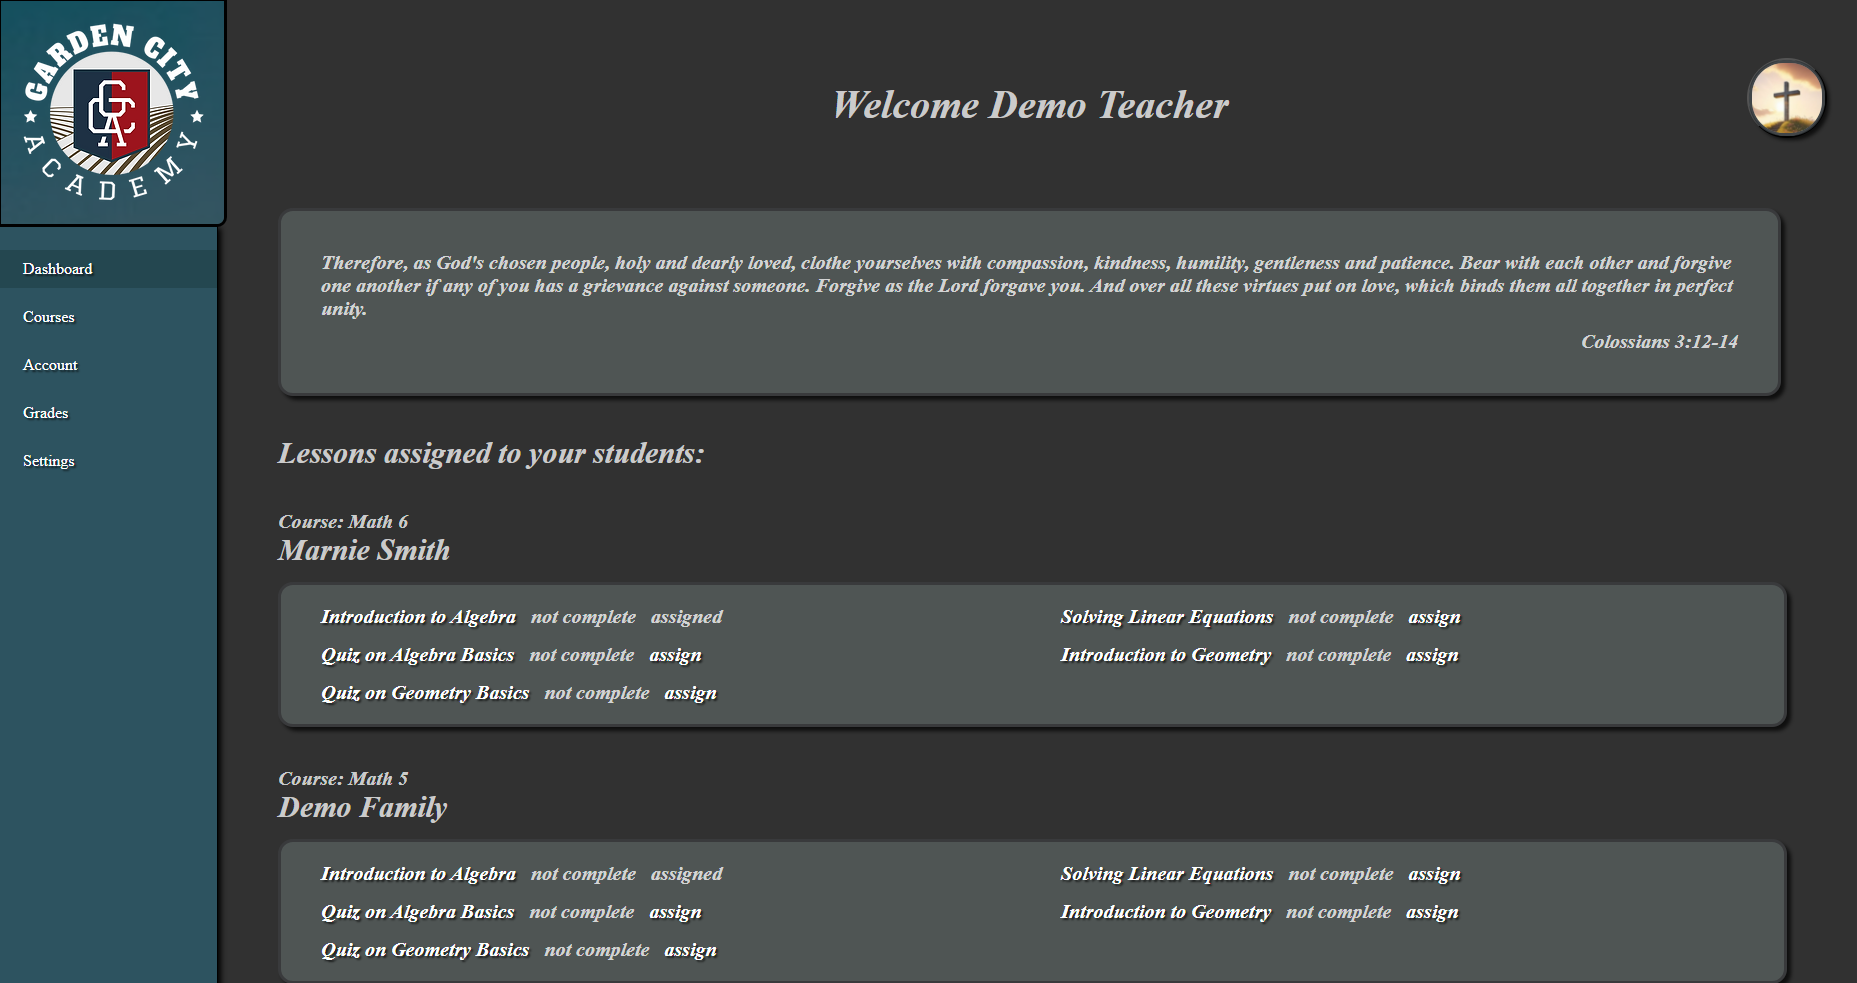 GARDEN CITY
GCA
ACADEMY
Welcome Demo Teacher
Dashboard
Courses
Account
Grades
Settings
Therefore, as God's chosen people, holy and dearly loved, clothe yourselves with compassion, kindness, humility, gentleness and patience. Bear with each other and forgive
one another if any of you has a grievance against someone. Forgive as the Lord forgave you. And over all these virtues put on love, which binds them all together in perfect
unity.
Colossians 3:12-14
Lessons assigned to your students:
Course: Math 6
Marnie Smith
Introduction to Algebra not complete assigned
Solving Linear Equations not complete assign
Quiz on Algebra Basics not complete assign
Introduction to Geometry not complete assign
Quiz on Geometry Basics not complete assign
Course: Math 5
Demo Family
Introduction to Algebra not complete assigned
Solving Linear Equations not complete assign
Quiz on Algebra Basics not complete assign
Introduction to Geometry not complete assign
Quiz on Geometry Basics not complete assign